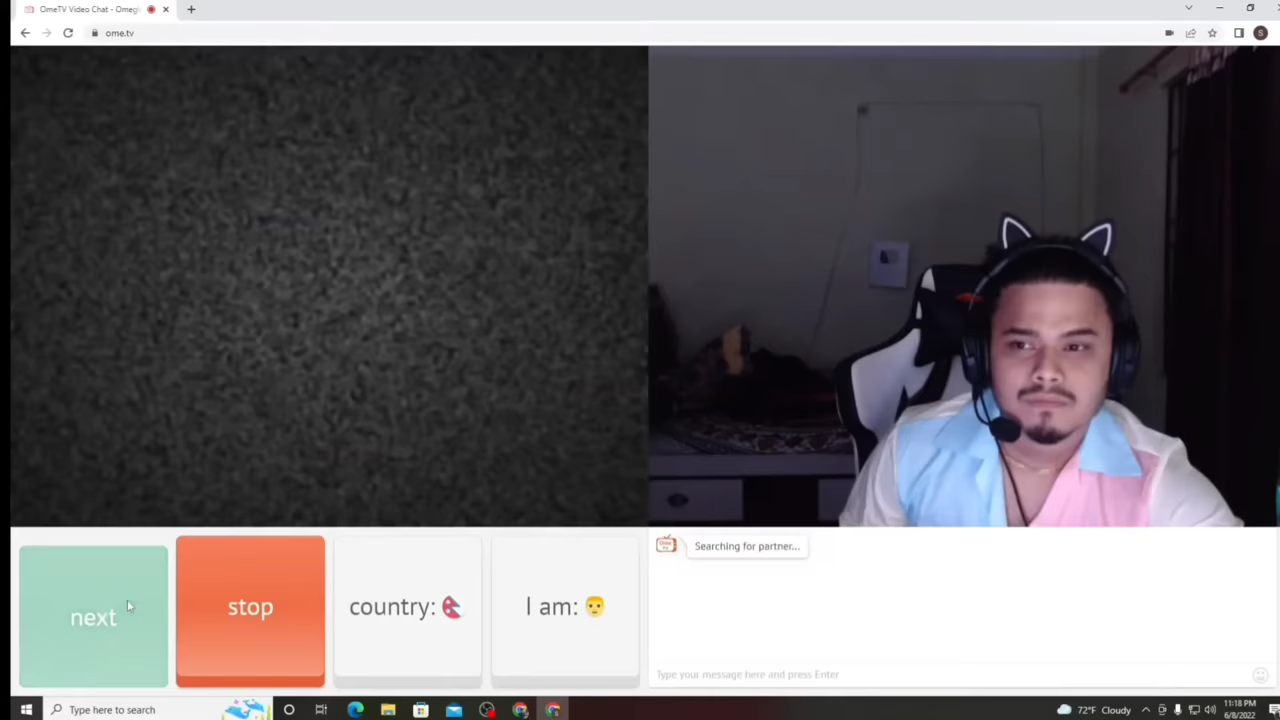 OmeTV Video Chat - Omegl
ome.tv
S
Searching for partner...
next
stop
country:
I am:
Type your message here and press Enter
Type here to search
72°F Cloudy
11:18 PM
6/8/2022